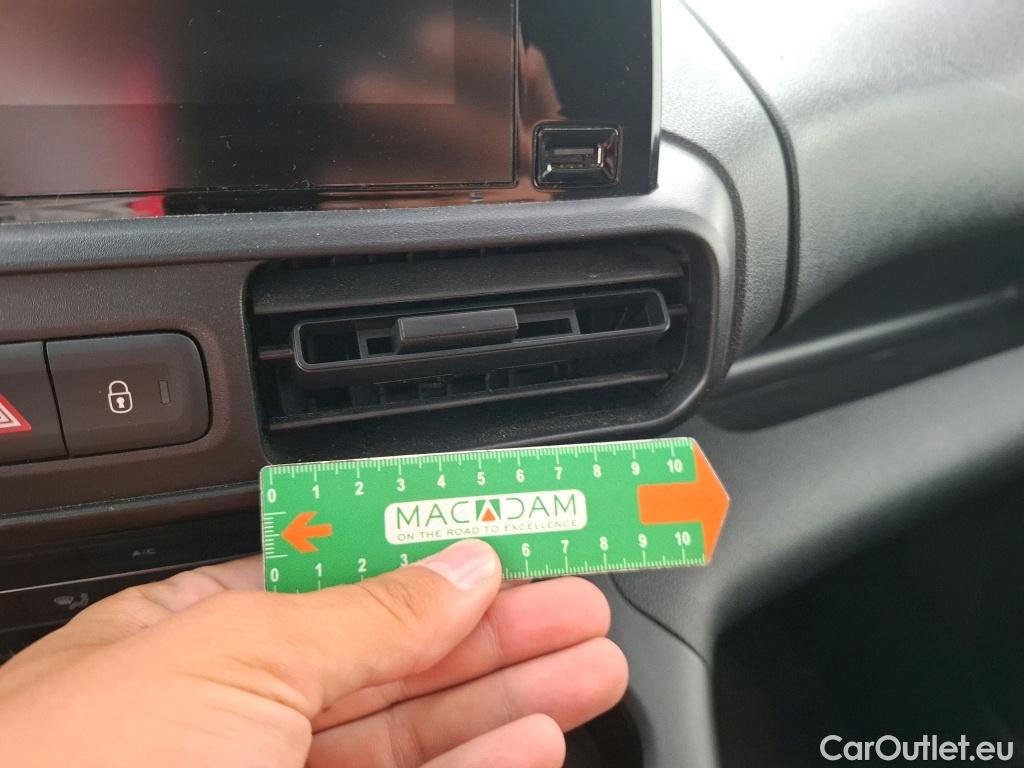 A/C
0 1 2 3 4 5 6 7 8 9 10
MACADAM
ON THE ROAD TO EXCELLENCE
0 1 2 3 6 7 8 9 10
CarOutlet.eu